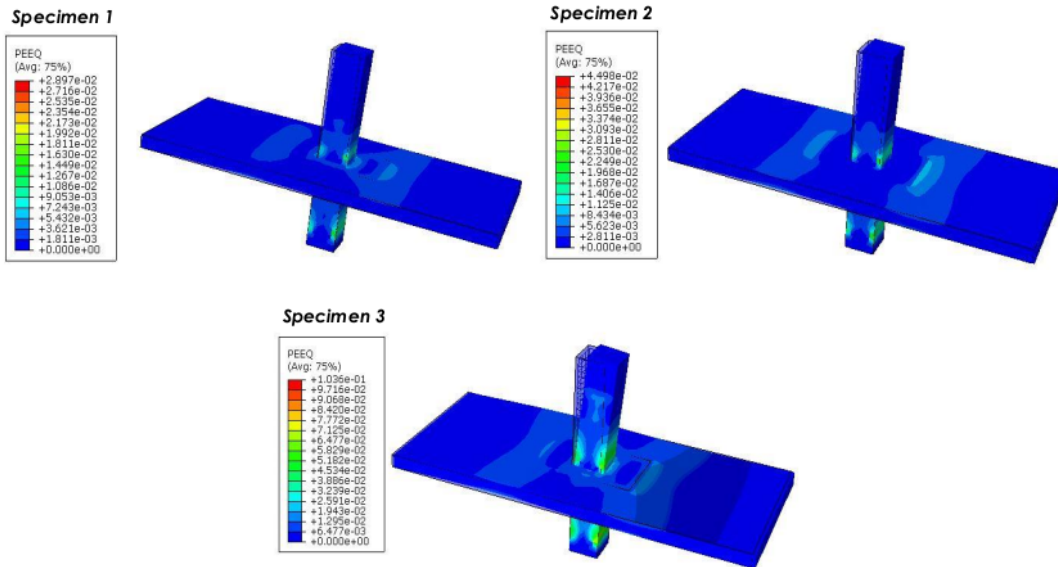 Specimen 1
PEEQ
(Avg: 75%)
+2.897e-02
+2.716e-02
+2.535e-02
+2.354e-02
+2.173e-02
+1.992e-02
+1.811e-02
+1.630e-02
+1.449e-02
+1.267e-02
+1.086e-02
+9.053e-03
+7.243e-03
+5.432e-03
+3.621e-03
+1.811e-03
+0.000e+00
Specimen 2
PEEQ
(Avg: 75%)
+4.498e-02
+4.217e-02
+3.936e-02
+3.655e-02
+3.374e-02
+3.093e-02
+2.811e-02
+2.530e-02
+2.249e-02
+1.968e-02
+1.687e-02
+1.406e-02
+1.125e-02
+8.434e-03
+5.623e-03
+2.811e-03
+0.000e+00
Specimen 3
PEEQ
(Avg: 75%)
+1.036e-01
+9.716e-02
+9.068e-02
+8.420e-02
+7.772e-02
+7.125e-02
+6.477e-02
+5.829e-02
+5.182e-02
+4.534e-02
+3.886e-02
+3.239e-02
+2.591e-02
+1.943e-02
+1.295e-02
+6.477e-03
+0.000e+00